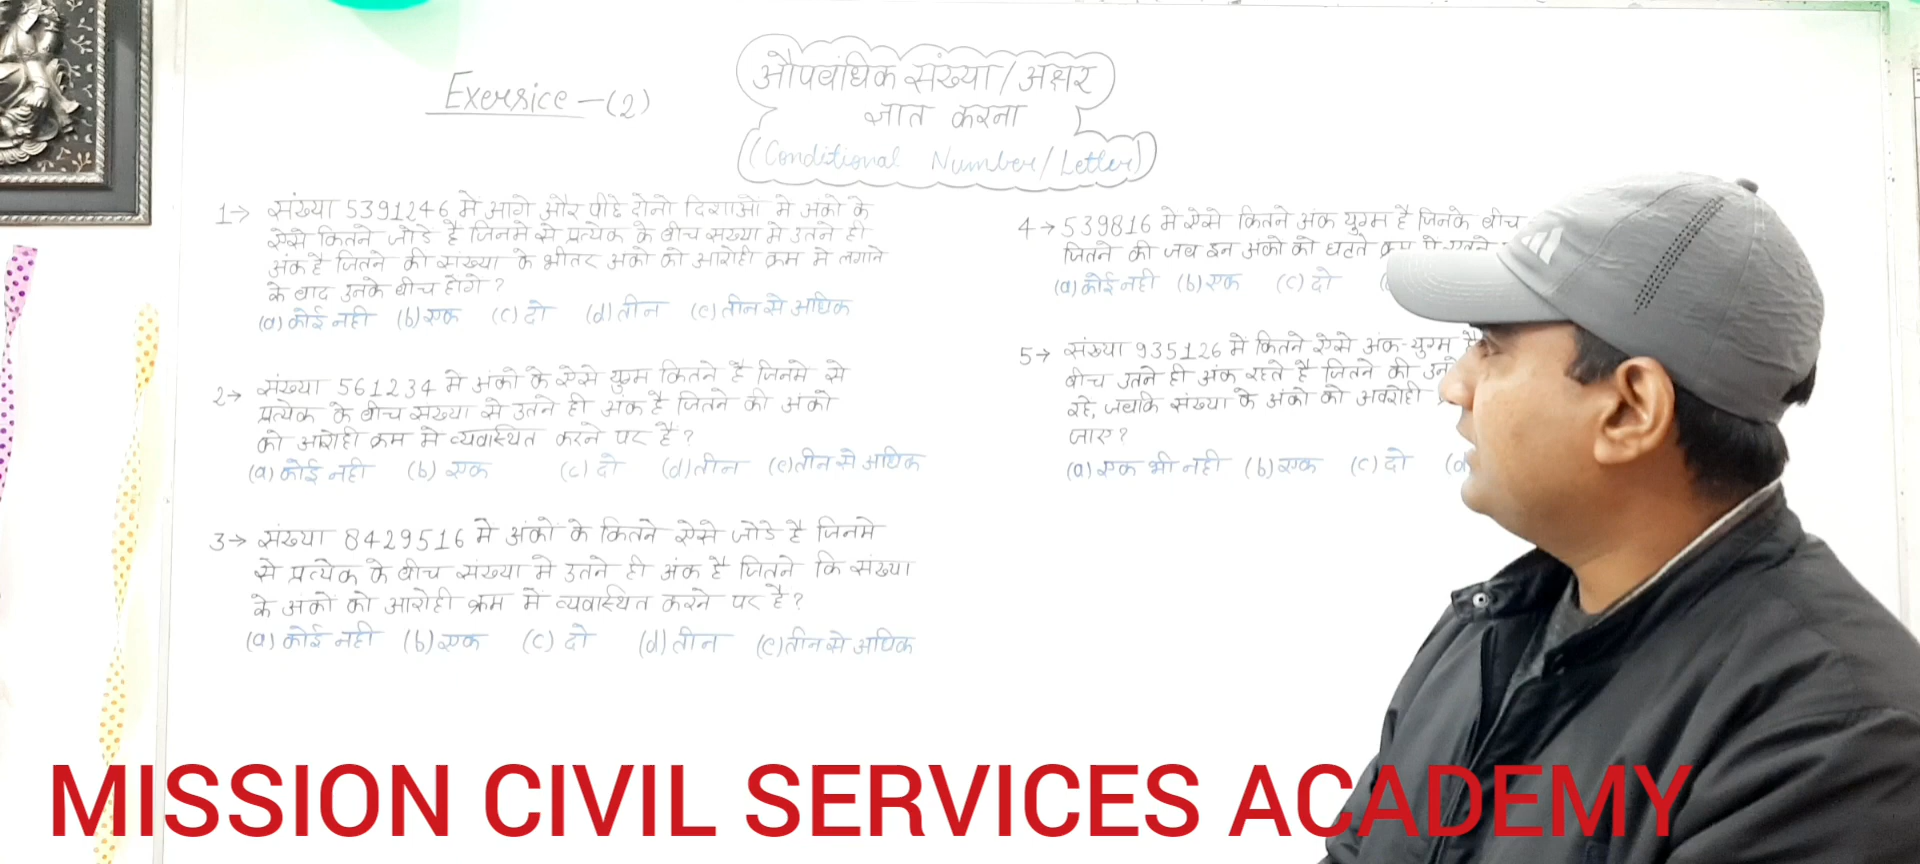 Exersice -(2)
औपबंधिक संख्या/अक्षर
ज्ञात करना
(Conditional Number/Letter)
1→ संख्या 5391246 में आगे और पीछे दोनो दिशाओं मे अंको के
ऐसे कितने जोडे है जिनमे से प्रत्येक के बीच संख्या मे उतने ही
अंक है जितने की संख्या के भीतर अंको को आरोही क्रम मे लगाने
के बाद उनके बीच होंगे?
(a) कोई नही (b) एक (c) दो (d) तीन (e) तीन से अधिक
2→ संख्या 561234 मे अंको के ऐसे युग्म कितने है जिनमे से
प्रत्येक के बीच संख्या से उतने ही अंक है जितने की अंको
को आरोही क्रम मे व्यवस्थित करने पर है?
(a) कोई नही (b) एक (c) दो (d) तीन (e) तीन से अधिक
3→ संख्या 8429516 मे अंको के कितने ऐसे जोडे है जिनमे
से प्रत्येक के बीच संख्या मे उतने ही अंक है जितने कि संख्या
के अंको को आरोही क्रम में व्यवस्थित करने पर है?
(a) कोई नही (b) एक (c) दो (d) तीन (e) तीन से अधिक
4→ 539816 मे ऐसे कितने अंक युग्म है जिनके बीच
जितने की जब इन अंको को घटते क्रम
(a) कोई नही (b) एक (c) दो
5→ संख्या 935126 मे कितने ऐसे अंक-युग्म है
बीच उतने ही अंक रहते है जितने की
रहे, जबकि संख्या के अंको को अवरोही
जाए?
(a) एक भी नही (b) एक (c) दो
MISSION CIVIL SERVICES ACADEMY